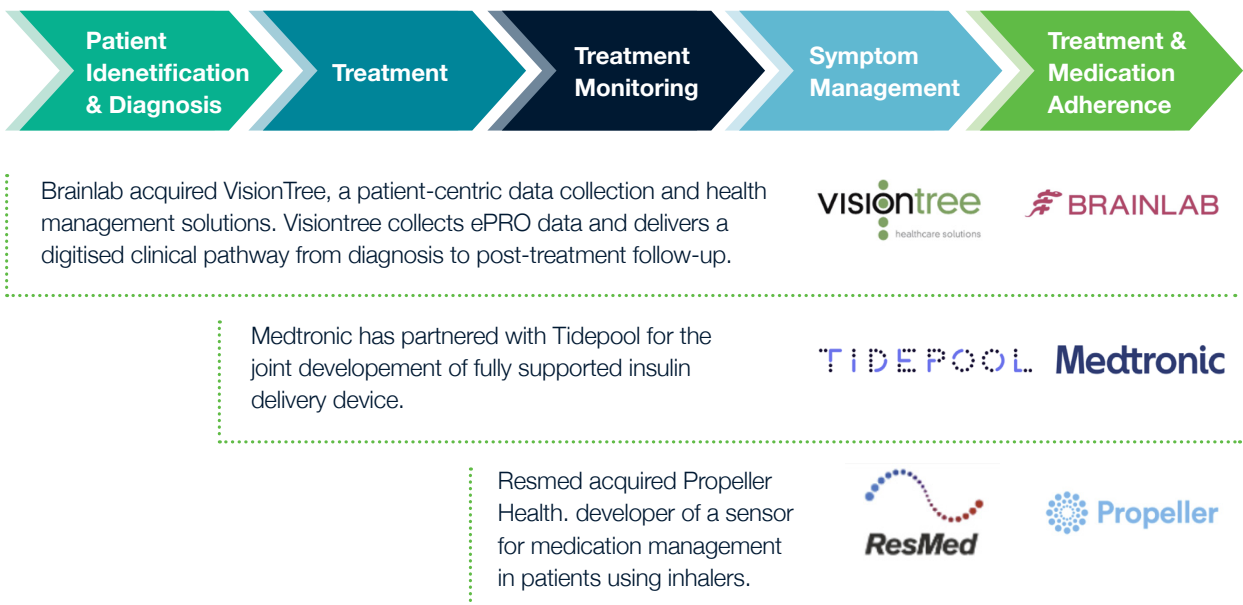 Patient
Idenetification
& Diagnosis
Treatment
Treatment
Monitoring
Symptom
Management
Treatment &
Medication
Adherence
Brainlab acquired VisionTree, a patient-centric data collection and health
management solutions. Visiontree collects ePRO data and delivers a
digitised clinical pathway from diagnosis to post-treatment follow-up.
visiontree
healthcare solutions
BRAINLAB
Medtronic has partnered with Tidepool for the
joint developement of fully supported insulin
delivery device.
TIDEPOOL
Medtronic
Resmed acquired Propeller
Health. developer of a sensor
for medication management
in patients using inhalers.
ResMed
Propeller